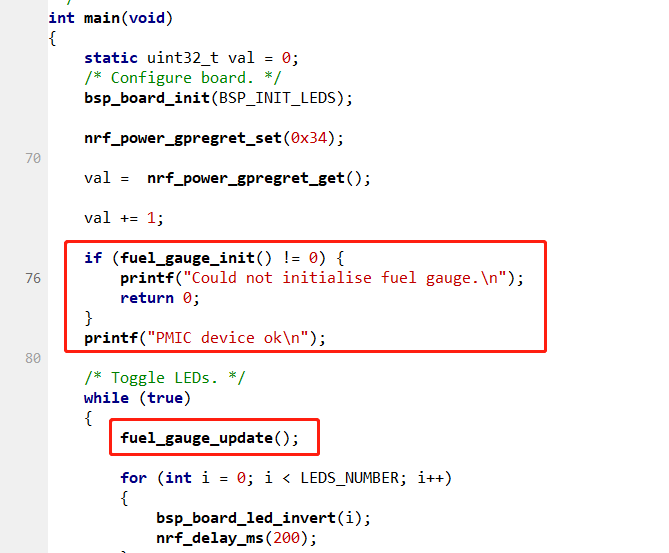 */
int main(void)
{
    static uint32_t val = 0;
    /* Configure board. */
    bsp_board_init(BSP_INIT_LEDS);

    nrf_power_gpregret_set(0x34);
70
    val =  nrf_power_gpregret_get();

    val += 1;

    if (fuel_gauge_init() != 0) {
76        printf("Could not initialise fuel gauge.\n");
        return 0;
    }
    printf("PMIC device ok\n");
80
    /* Toggle LEDs. */
    while (true)
    {
        fuel_gauge_update();

        for (int i = 0; i < LEDS_NUMBER; i++)
        {
            bsp_board_led_invert(i);
            nrf_delay_ms(200);